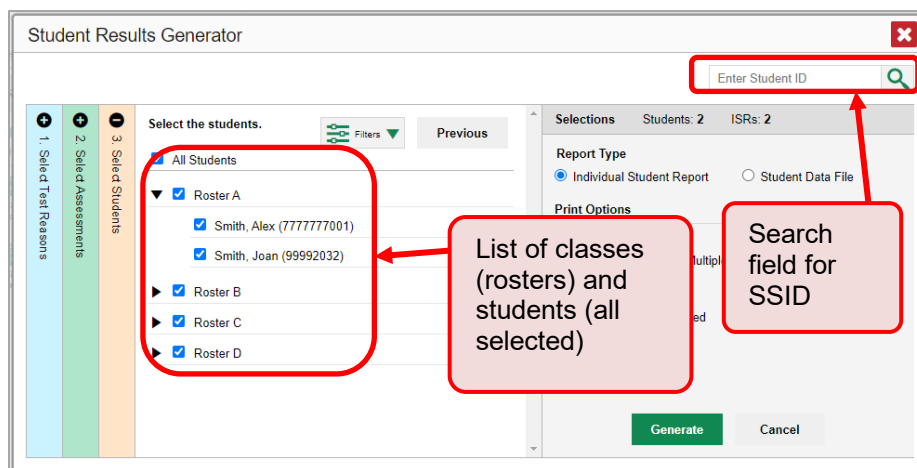 Student Results Generator
Enter Student ID
1. Select Test Reasons
2. Select Assessments
3. Select Students
Select the students.
Filters
Previous
All Students
Roster A
Smith, Alex (7777777001)
Smith, Joan (99992032)
Roster B
Roster C
Roster D
Selections Students: 2 ISRs: 2
Report Type
Individual Student Report Student Data File
Print Options
List of classes
(rosters) and
students (all
selected)
Search
field for
SSID
Generate Cancel